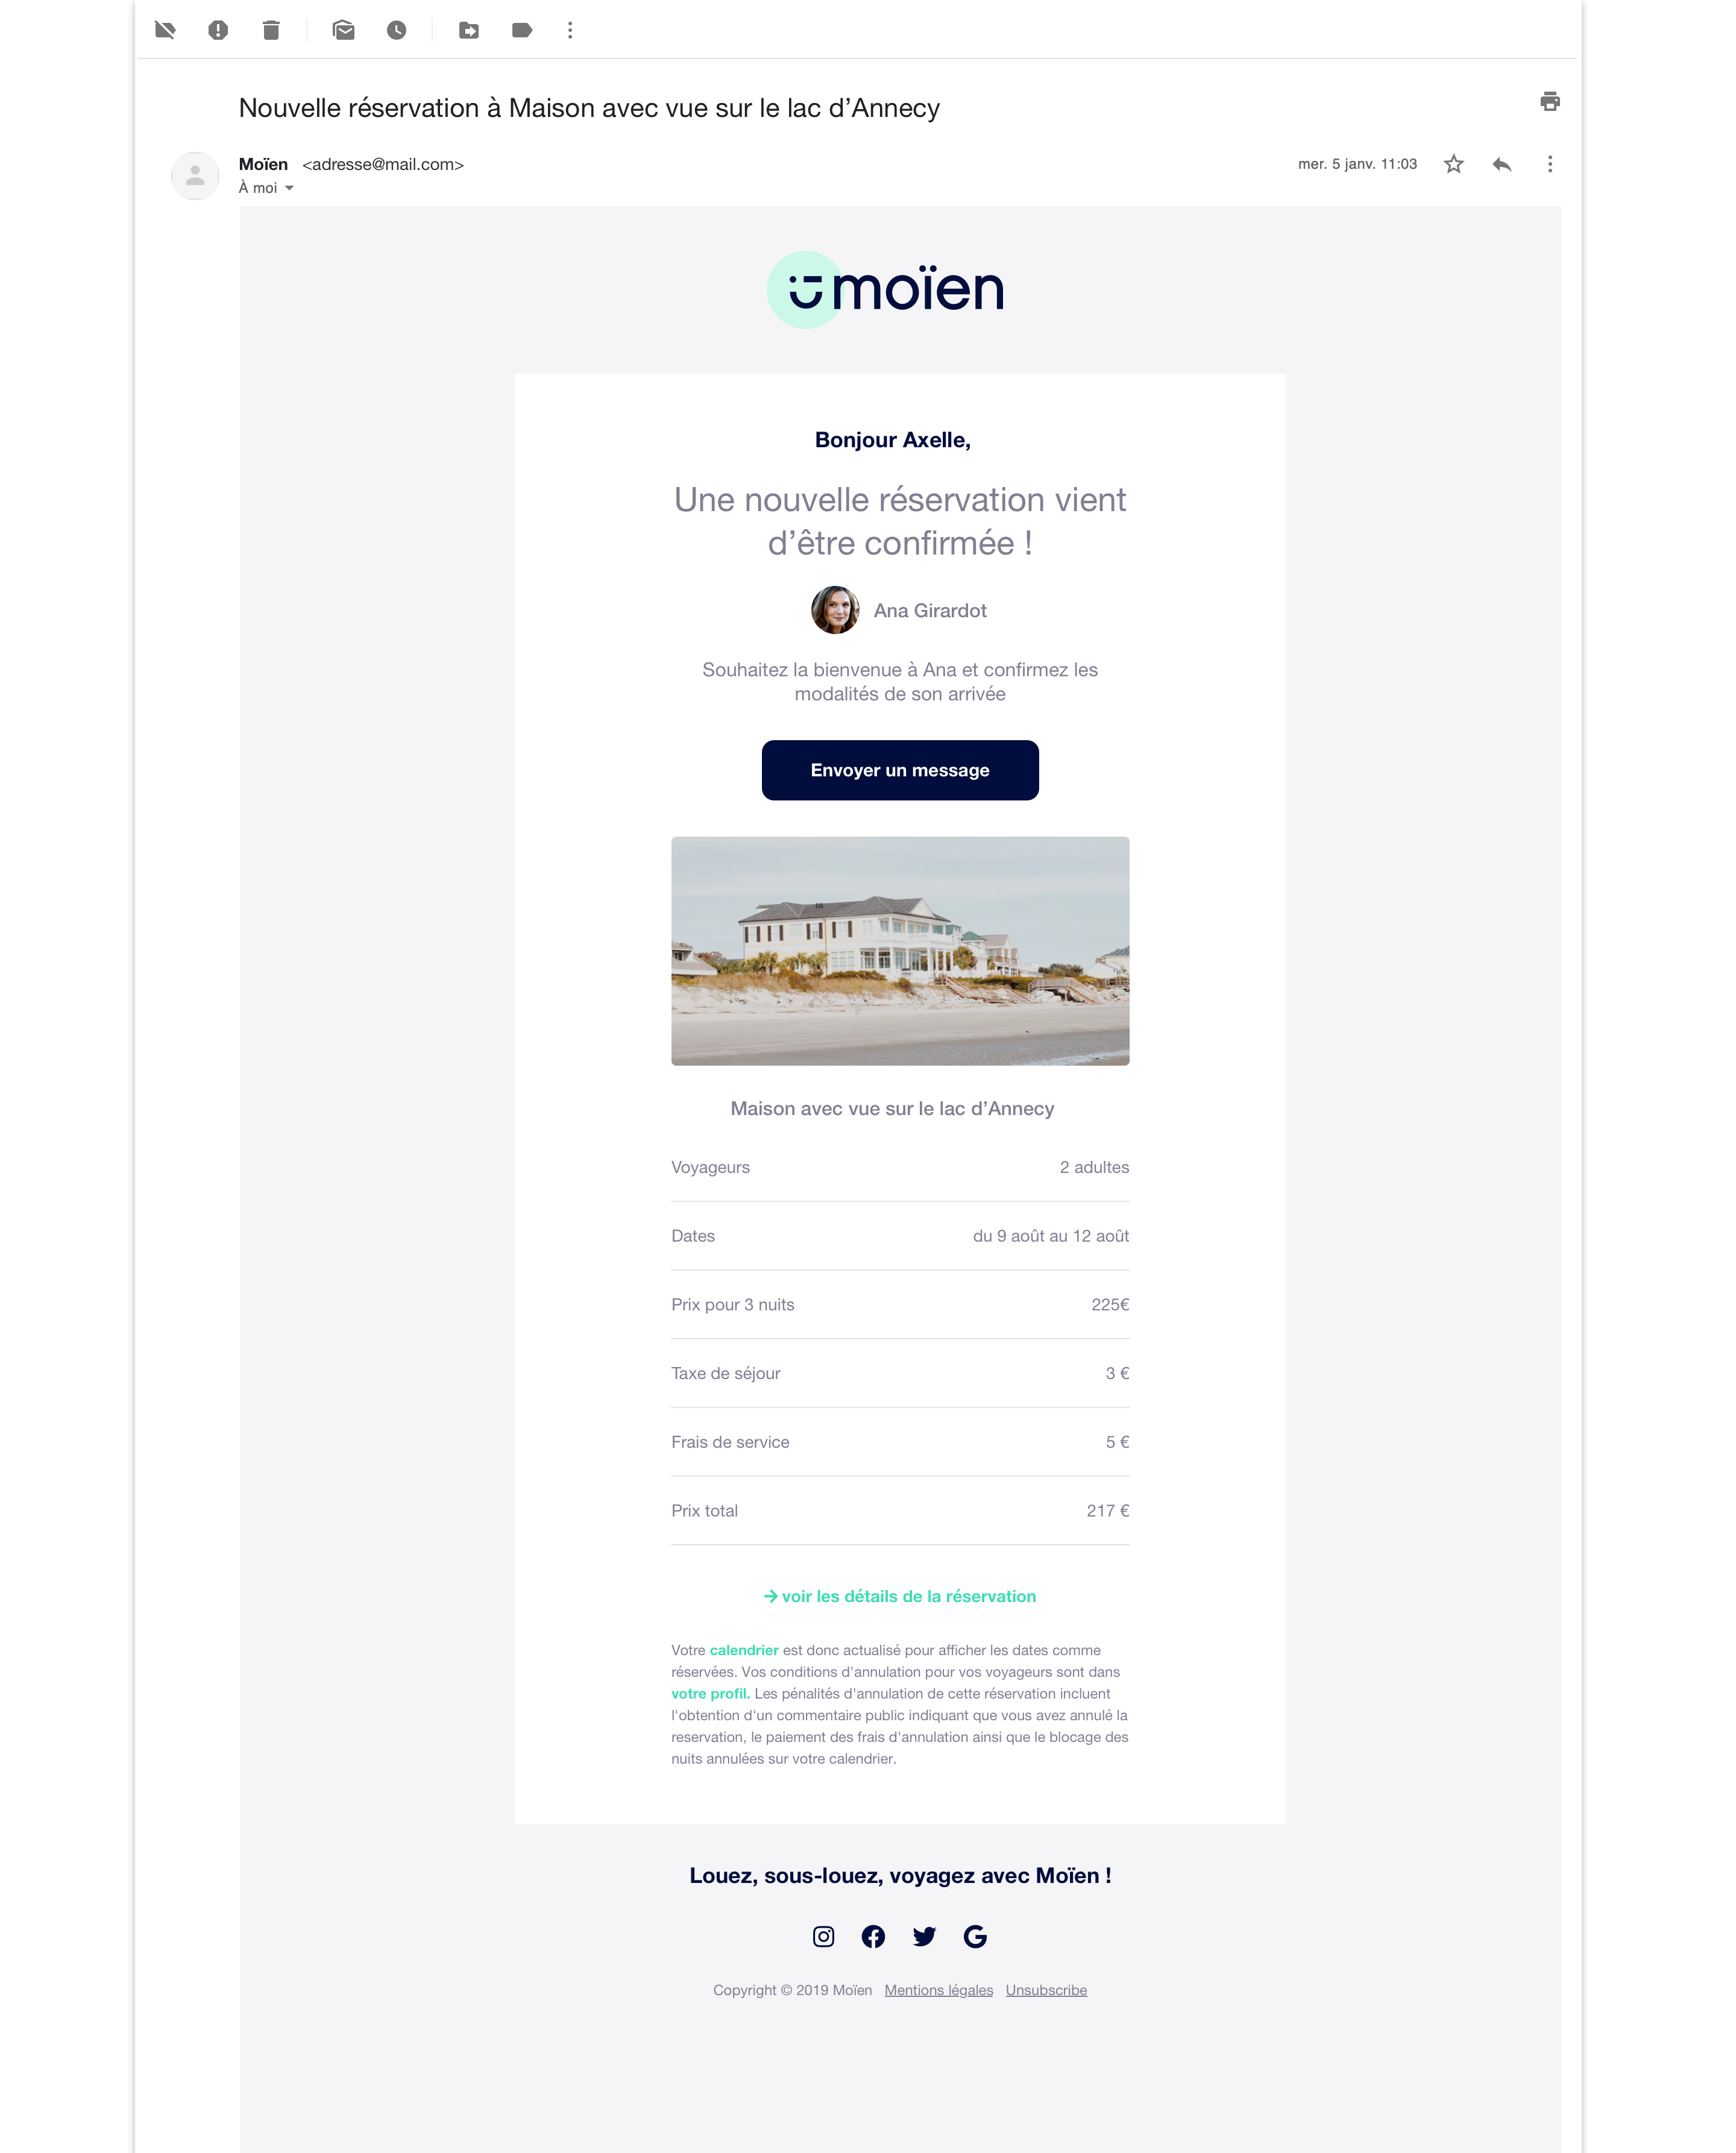 Nouvelle réservation à Maison avec vue sur le lac d’Annecy
Moïen <adresse@mail.com>
mer. 5 janv. 11:03
À moi
moïen
Bonjour Axelle,
Une nouvelle réservation vient
d’être confirmée !
Ana Girardot
Souhaitez la bienvenue à Ana et confirmez les
modalités de son arrivée
Envoyer un message
Maison avec vue sur le lac d’Annecy
Voyageurs 2 adultes
Dates du 9 août au 12 août
Prix pour 3 nuits 225€
Taxe de séjour 3 €
Frais de service 5 €
Prix total 217 €
→ voir les détails de la réservation
Votre calendrier est donc actualisé pour afficher les dates comme
réservées. Vos conditions d'annulation pour vos voyageurs sont dans
votre profil. Les pénalités d'annulation de cette réservation incluent
l'obtention d'un commentaire public indiquant que vous avez annulé la
reservation, le paiement des frais d'annulation ainsi que le blocage des
nuits annulées sur votre calendrier.
Louez, sous-louez, voyagez avec Moïen !
Copyright © 2019 Moïen Mentions légales Unsubscribe